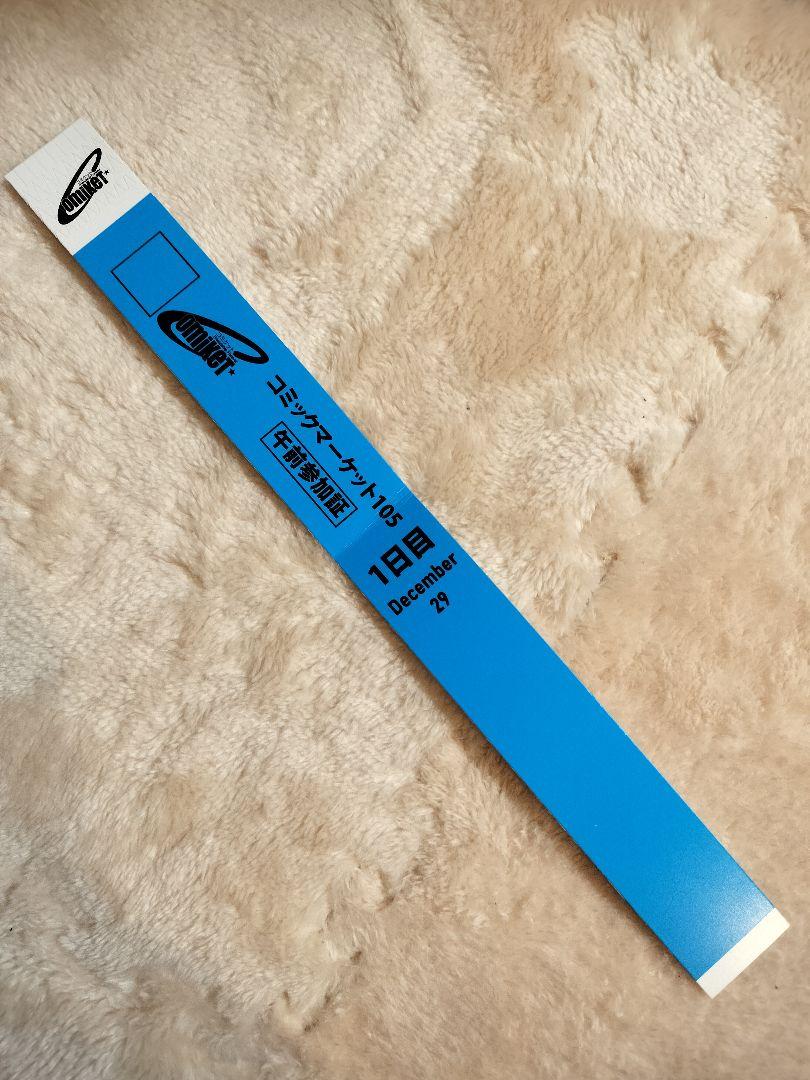 Comiket
Comiket
コミックマーケット105
午前参加証
1日目
December
29